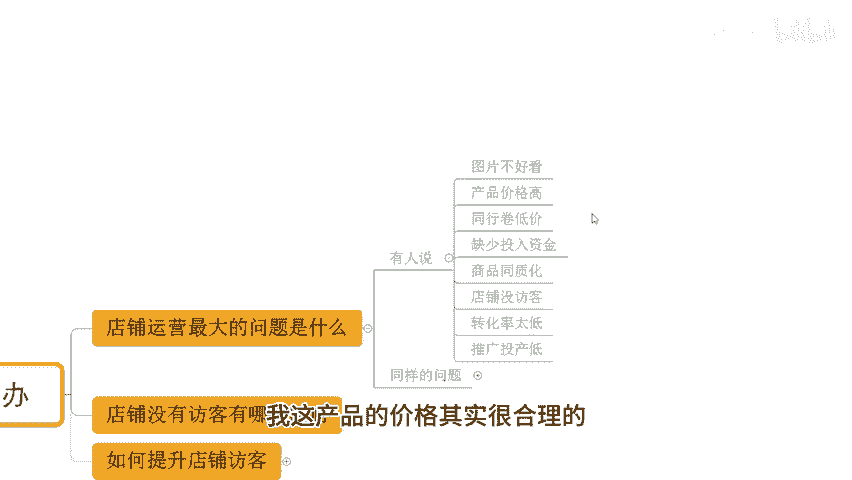 图片不好看
产品价格高
同行卷低价
有人说
缺少投入资金
商品同质化
店铺没访客
转化率太低
推广投产低
店铺运营最大的问题是什么
同样的问题
办
店铺没有访客有哪
我这产品的价格其实很合理的
如何提升店铺访客